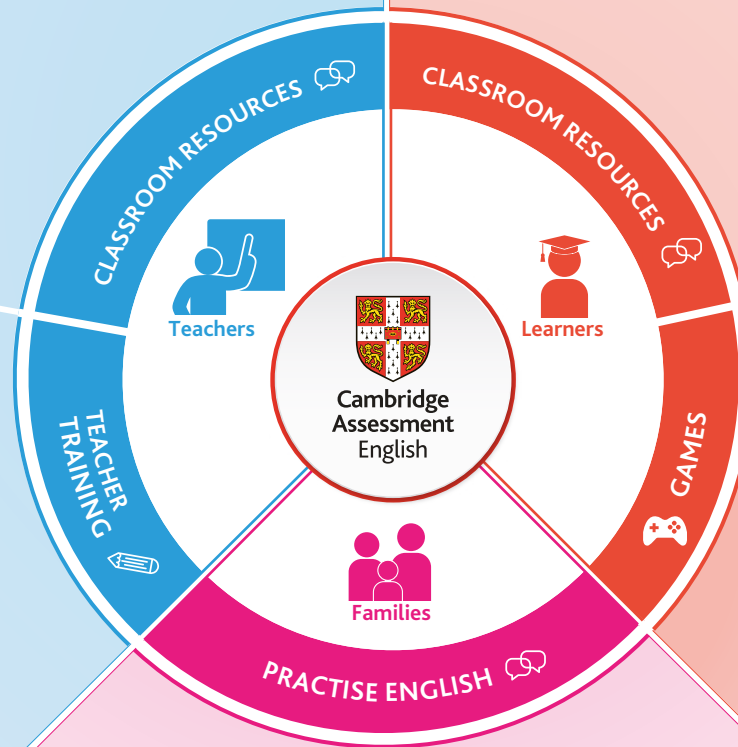 CLASSROOM RESOURCES
CLASSROOM RESOURCES
Teachers
Learners
Cambridge
Assessment
English
TEACHER
TRAINING
GAMES
Families
PRACTISE ENGLISH